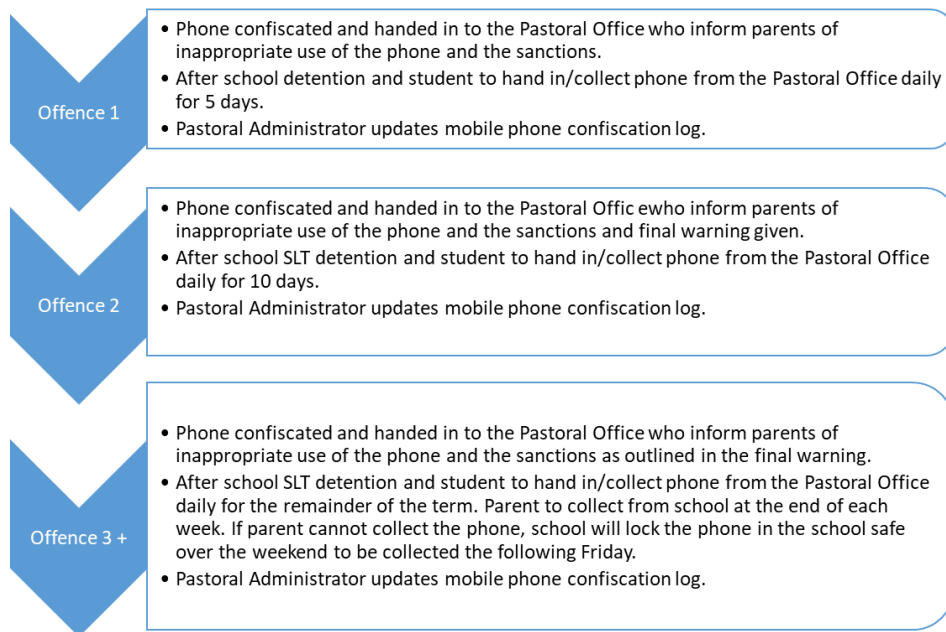 Offence 1
• Phone confiscated and handed in to the Pastoral Office who inform parents of
inappropriate use of the phone and the sanctions.
• After school detention and student to hand in/collect phone from the Pastoral Office daily
for 5 days.
• Pastoral Administrator updates mobile phone confiscation log.
Offence 2
• Phone confiscated and handed in to the Pastoral Offic ewho inform parents of
inappropriate use of the phone and the sanctions and final warning given.
• After school SLT detention and student to hand in/collect phone from the Pastoral Office
daily for 10 days.
• Pastoral Administrator updates mobile phone confiscation log.
Offence 3 +
• Phone confiscated and handed in to the Pastoral Office who inform parents of
inappropriate use of the phone and the sanctions as outlined in the final warning.
• After school SLT detention and student to hand in/collect phone from the Pastoral Office
daily for the remainder of the term. Parent to collect from school at the end of each
week. If parent cannot collect the phone, school will lock the phone in the school safe
over the weekend to be collected the following Friday.
• Pastoral Administrator updates mobile phone confiscation log.